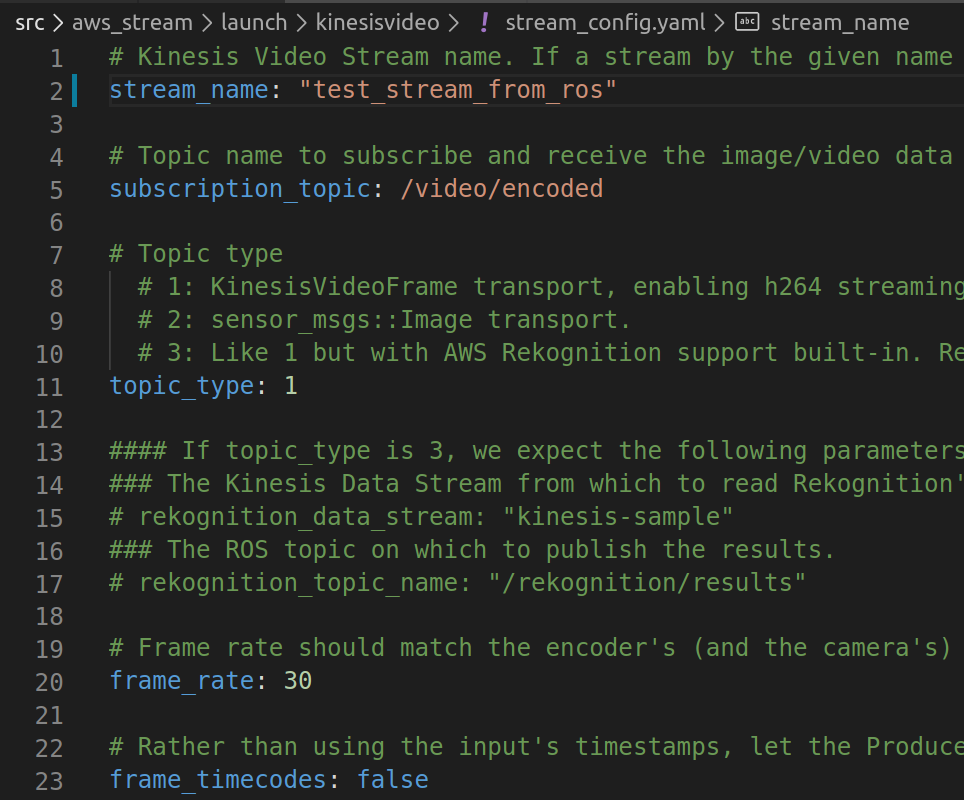 src > aws_stream > launch > kinesisvideo > ! stream_config.yaml > abc stream_name
1 # Kinesis Video Stream name. If a stream by the given name
2 stream_name: "test_stream_from_ros"
3
4 # Topic name to subscribe and receive the image/video data
5 subscription_topic: /video/encoded
6
7 # Topic type
8 # 1: KinesisVideoFrame transport, enabling h264 streaming
9 # 2: sensor_msgs::Image transport.
10 # 3: Like 1 but with AWS Rekognition support built-in. Re
11 topic_type: 1
12
13 #### If topic_type is 3, we expect the following parameters
14 ### The Kinesis Data Stream from which to read Rekognition'
15 # rekognition_data_stream: "kinesis-sample"
16 ### The ROS topic on which to publish the results.
17 # rekognition_topic_name: "/rekognition/results"
18
19 # Frame rate should match the encoder's (and the camera's)
20 frame_rate: 30
21
22 # Rather than using the input's timestamps, let the Produce
23 frame_timecodes: false